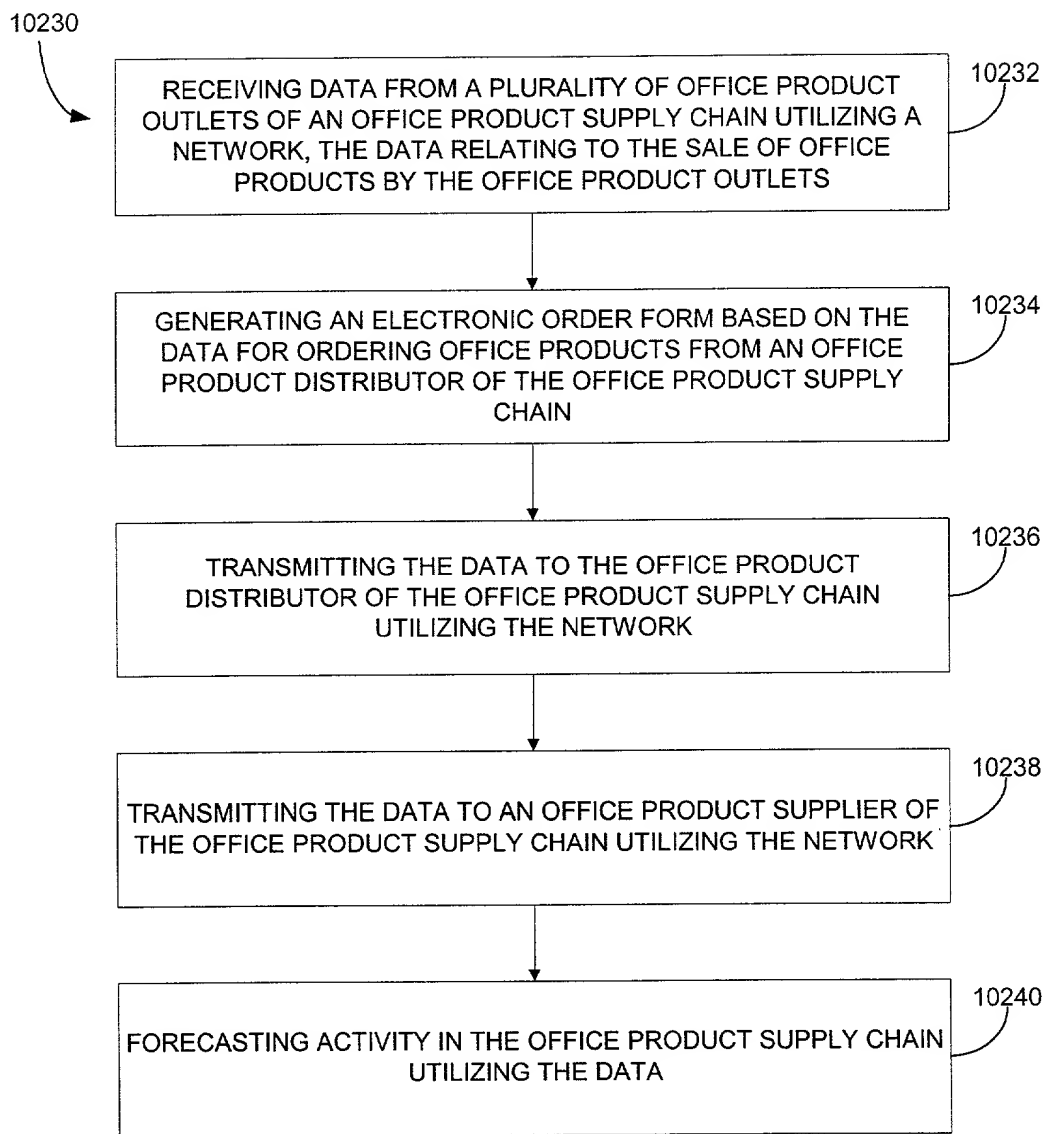 10230
RECEIVING DATA FROM A PLURALITY OF OFFICE PRODUCT
OUTLETS OF AN OFFICE PRODUCT SUPPLY CHAIN UTILIZING A
NETWORK, THE DATA RELATING TO THE SALE OF OFFICE
PRODUCTS BY THE OFFICE PRODUCT OUTLETS
10232
GENERATING AN ELECTRONIC ORDER FORM BASED ON THE
DATA FOR ORDERING OFFICE PRODUCTS FROM AN OFFICE
PRODUCT DISTRIBUTOR OF THE OFFICE PRODUCT SUPPLY
CHAIN
10234
TRANSMITTING THE DATA TO THE OFFICE PRODUCT
DISTRIBUTOR OF THE OFFICE PRODUCT SUPPLY CHAIN
UTILIZING THE NETWORK
10236
TRANSMITTING THE DATA TO AN OFFICE PRODUCT SUPPLIER OF
THE OFFICE PRODUCT SUPPLY CHAIN UTILIZING THE NETWORK
10238
FORECASTING ACTIVITY IN THE OFFICE PRODUCT SUPPLY CHAIN
UTILIZING THE DATA
10240